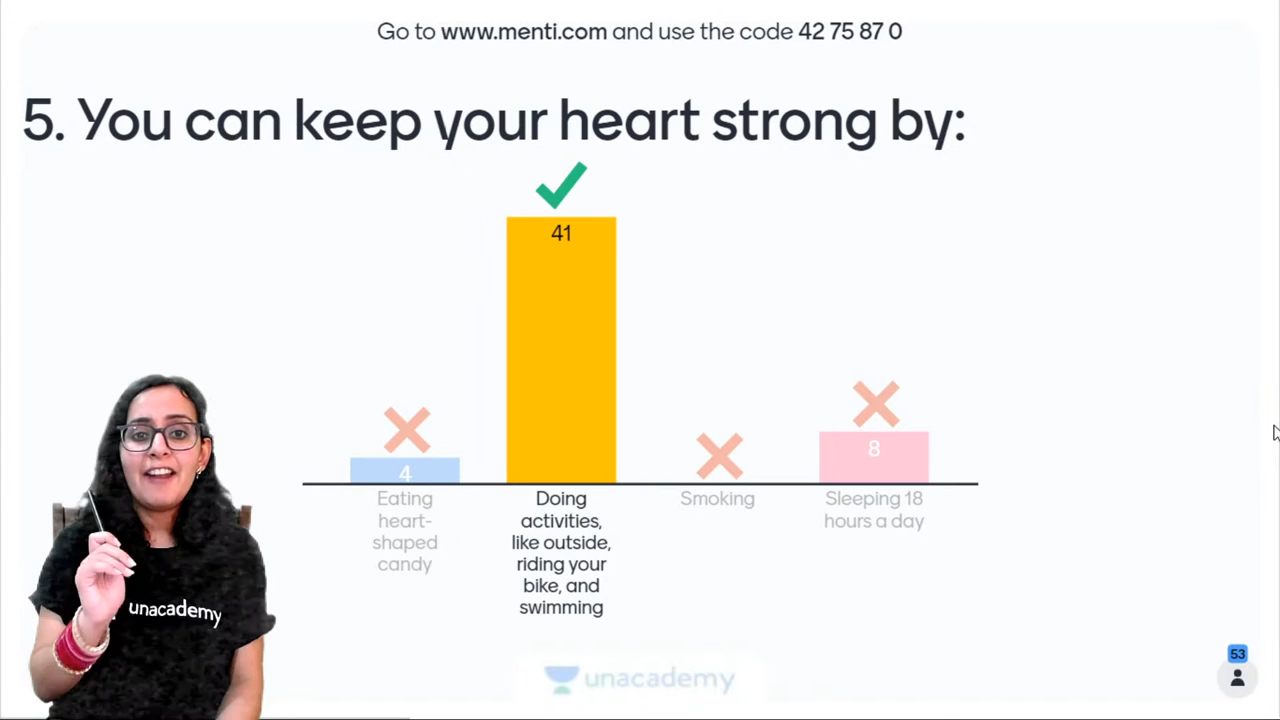 Go to www.menti.com and use the code 42 75 87 0
5. You can keep your heart strong by:
41
4
8
Eating
heart-
shaped
candy
Doing
activities,
like outside,
riding your
bike, and
swimming
Smoking
Sleeping 18
hours a day
unacademy
unacademy
53